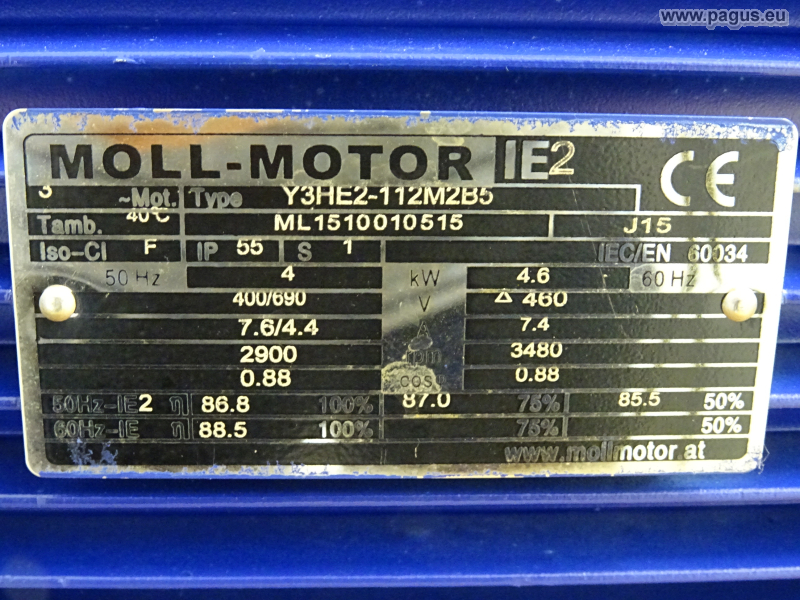 www.pagus.eu
MOLL-MOTOR IE2 CE
3 ~Mot. Type Y3HE2-112M2B5
Tamb. 40°C ML1510010515 J15
Iso-Cl F IP 55 S 1 IEC/EN 60034
50 Hz 4 kW 4.6 60 Hz
400/690 V Δ 460
7.6/4.4 A 7.4
2900 rpm 3480
0.88 cos 0.88
50Hz-IE2 η 86.8 100% 87.0 75% 85.5 50%
60Hz-IE η 88.5 100% 75% 50%
www.mollmotor.at